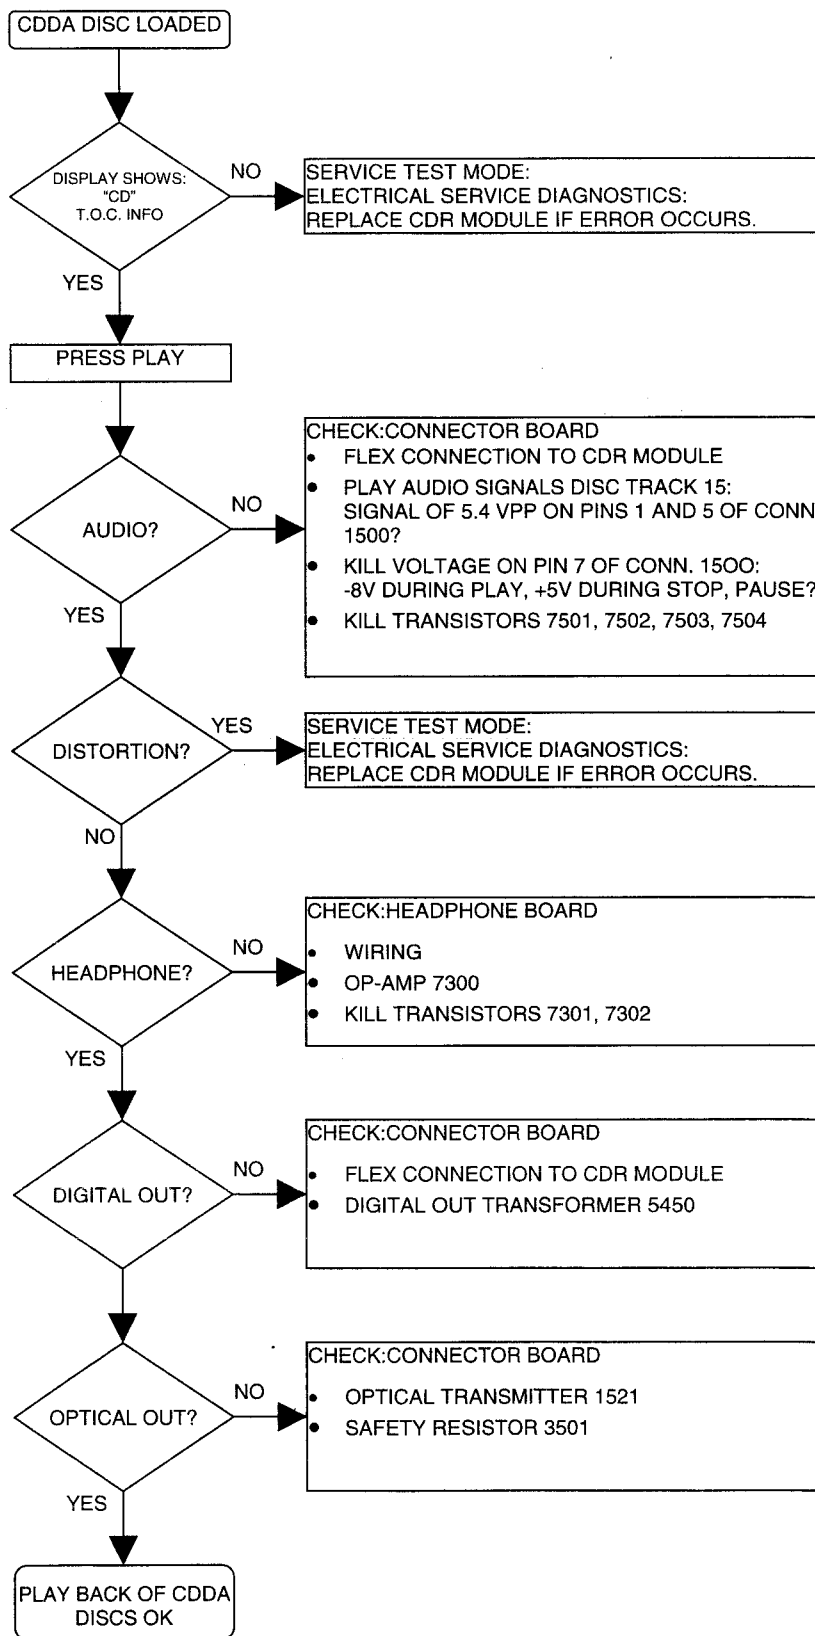 CDDA DISC LOADED
DISPLAY SHOWS:
"CD"
T.O.C. INFO
NO
SERVICE TEST MODE:
ELECTRICAL SERVICE DIAGNOSTICS:
REPLACE CDR MODULE IF ERROR OCCURS.
YES
PRESS PLAY
AUDIO?
NO
CHECK:CONNECTOR BOARD
• FLEX CONNECTION TO CDR MODULE
• PLAY AUDIO SIGNALS DISC TRACK 15:
SIGNAL OF 5.4 VPP ON PINS 1 AND 5 OF CONN
1500?
• KILL VOLTAGE ON PIN 7 OF CONN. 15OO:
-8V DURING PLAY, +5V DURING STOP, PAUSE?
• KILL TRANSISTORS 7501, 7502, 7503, 7504
YES
DISTORTION?
YES
SERVICE TEST MODE:
ELECTRICAL SERVICE DIAGNOSTICS:
REPLACE CDR MODULE IF ERROR OCCURS.
NO
HEADPHONE?
NO
CHECK:HEADPHONE BOARD
• WIRING
• OP-AMP 7300
• KILL TRANSISTORS 7301, 7302
YES
DIGITAL OUT?
NO
CHECK:CONNECTOR BOARD
• FLEX CONNECTION TO CDR MODULE
• DIGITAL OUT TRANSFORMER 5450
OPTICAL OUT?
NO
CHECK:CONNECTOR BOARD
• OPTICAL TRANSMITTER 1521
• SAFETY RESISTOR 3501
YES
PLAY BACK OF CDDA
DISCS OK